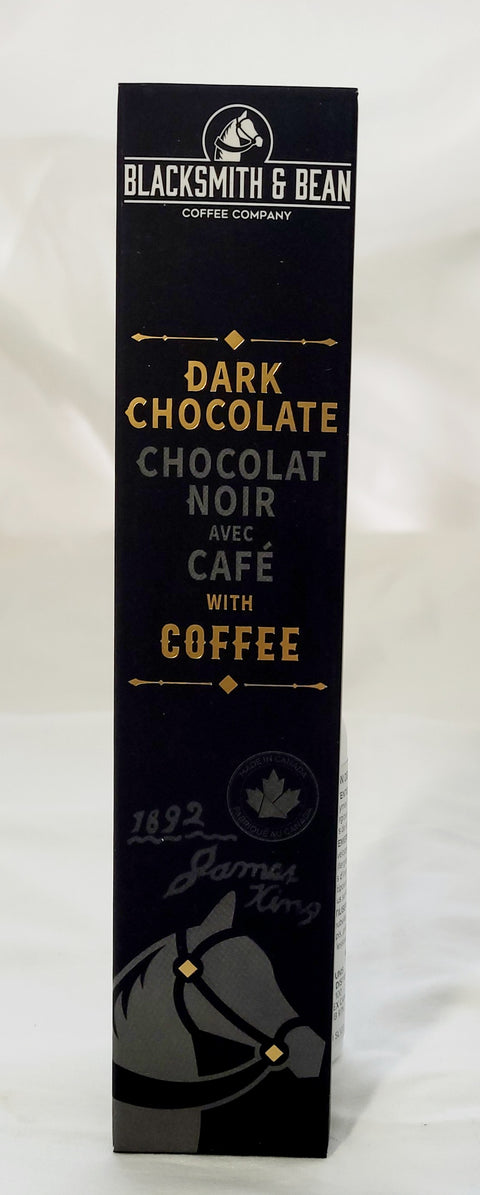 BLACKSMITH & BEAN
COFFEE COMPANY
DARK
CHOCOLATE
CHOCOLAT
NOIR
AVEC
CAFÉ
WITH
COFFEE
MADE IN CANADA
FABRIQUÉ AU CANADA
1892
James
King